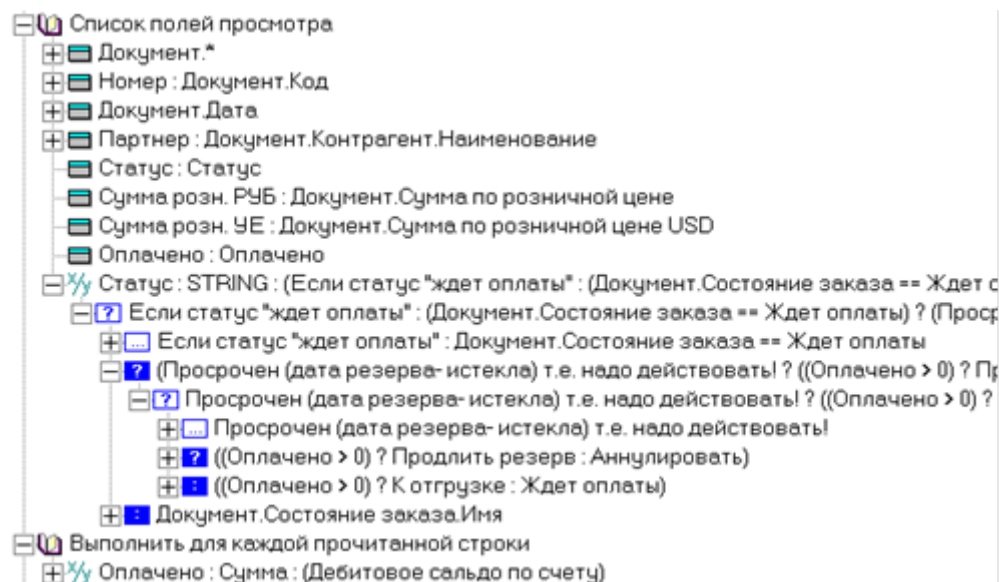 Список полей просмотра
Документ.*
Номер : Документ.Код
Документ.Дата
Партнер : Документ.Контрагент.Наименование
Статус : Статус
Сумма розн. РУБ : Документ.Сумма по розничной цене
Сумма розн. УЕ : Документ.Сумма по розничной цене USD
Оплачено : Оплачено
x/y Статус : STRING : (Если статус "ждет оплаты" : (Документ.Состояние заказа == Ждет о
? Если статус "ждет оплаты" : (Документ.Состояние заказа == Ждет оплаты) ? (Проср
... Если статус "ждет оплаты" : Документ.Состояние заказа == Ждет оплаты
? (Просрочен (дата резерва- истекла) т.е. надо действовать! ? ((Оплачено > 0) ? Пр
? Просрочен (дата резерва- истекла) т.е. надо действовать! ? ((Оплачено > 0) ?
... Просрочен (дата резерва- истекла) т.е. надо действовать!
? ((Оплачено > 0) ? Продлить резерв : Аннулировать)
: ((Оплачено > 0) ? К отгрузке : Ждет оплаты)
: Документ.Состояние заказа.Имя
Выполнить для каждой прочитанной строки
x/y Оплачено : Сумма : (Дебитовое сальдо по счету)